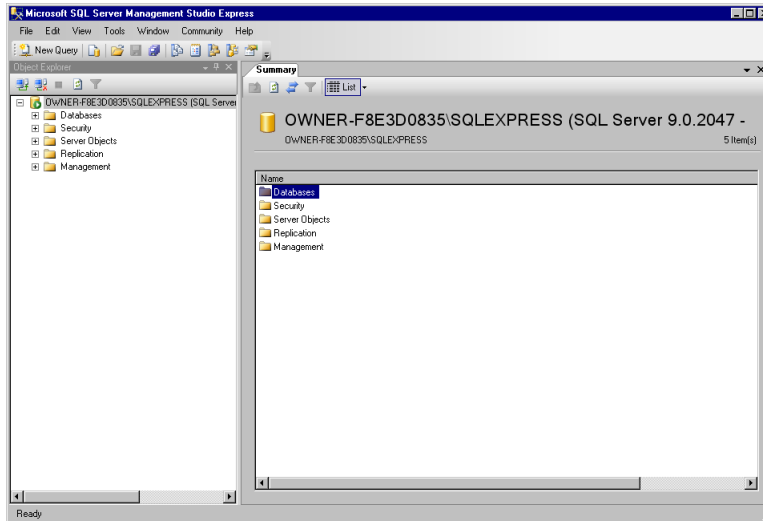 Microsoft SQL Server Management Studio Express
File Edit View Tools Window Community Help
New Query
Object Explorer
OWNER-F8E3D0835\SQLEXPRESS (SQL Server
Databases
Security
Server Objects
Replication
Management
Summary
List
OWNER-F8E3D0835\SQLEXPRESS (SQL Server 9.0.2047 -
OWNER-F8E3D0835\SQLEXPRESS 5 Item(s)
Name
Databases
Security
Server Objects
Replication
Management
Ready